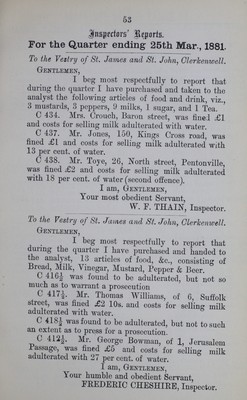 53
Inspectors' Reports.
For the Quarter ending 25th Mar., 1881.
To the Vestry of St. James and St. John, Clerkenwell.
GENTLEMEN,
I beg most respectfully to report that
during the quarter I have purchased and taken to the
analyst the following articles of food and drink, viz.,
3 mustards, 3 peppers, 9 milks, 1 sugar, and 1 Tea.
C 434. Mrs. Crouch, Baron street, was fined £1
and costs for selling milk adulterated with water.
C 437. Mr. Jones, 159, Kings Cross road, was
fined £1 and costs for selling milk adulterated with
13 per cent. of water.
C 438. Mr. Toye, 26, North street, Pentonville,
was fined £2 and costs for selling milk adulterated
with 18 per cent. of water (second offence).
I am, GENTLEMEN,
Your most obedient Servant,
W. F. THAIN, Inspector.
To the Vestry of St. James and St. John, Clerkenwell.
GENTLEMEN,
I beg most respectfully to report that
during the quarter I have purchased and handed to
the analyst, 13 articles of food, &c., consisting of
Bread, Milk, Vinegar, Mustard, Pepper & Beer.
C 416½ was found to be adulterated, but not so
much as to warrant a prosecution
C 417½. Mr. Thomas Williams, of 6, Suffolk
street, was fined £2 10s. and costs for selling milk
adulterated with water.
C 418½ was found to be adulterated, but not to such
an extent as to press for a prosecution.
C 412½. Mr. George Bowman, of 1, Jerusalem
Passage, was fined £5 and costs for selling milk
adulterated with 27 per cent. of water.
I am, GENTLEMEN,
Your humble and obedient Servant,
FREDERIC CHESHIRE, Inspector.